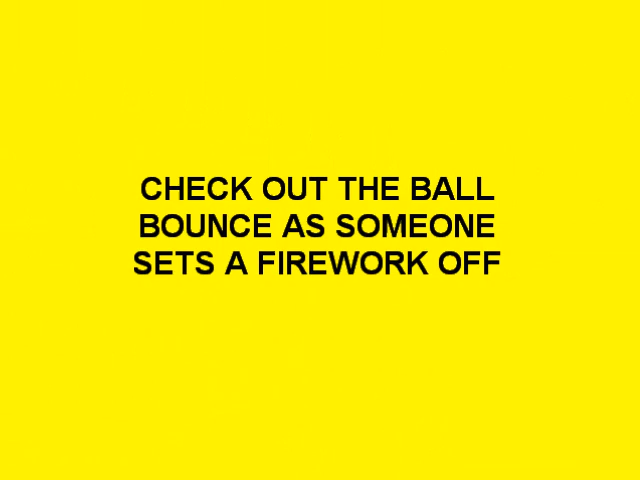 CHECK OUT THE BALL
BOUNCE AS SOMEONE
SETS A FIREWORK OFF